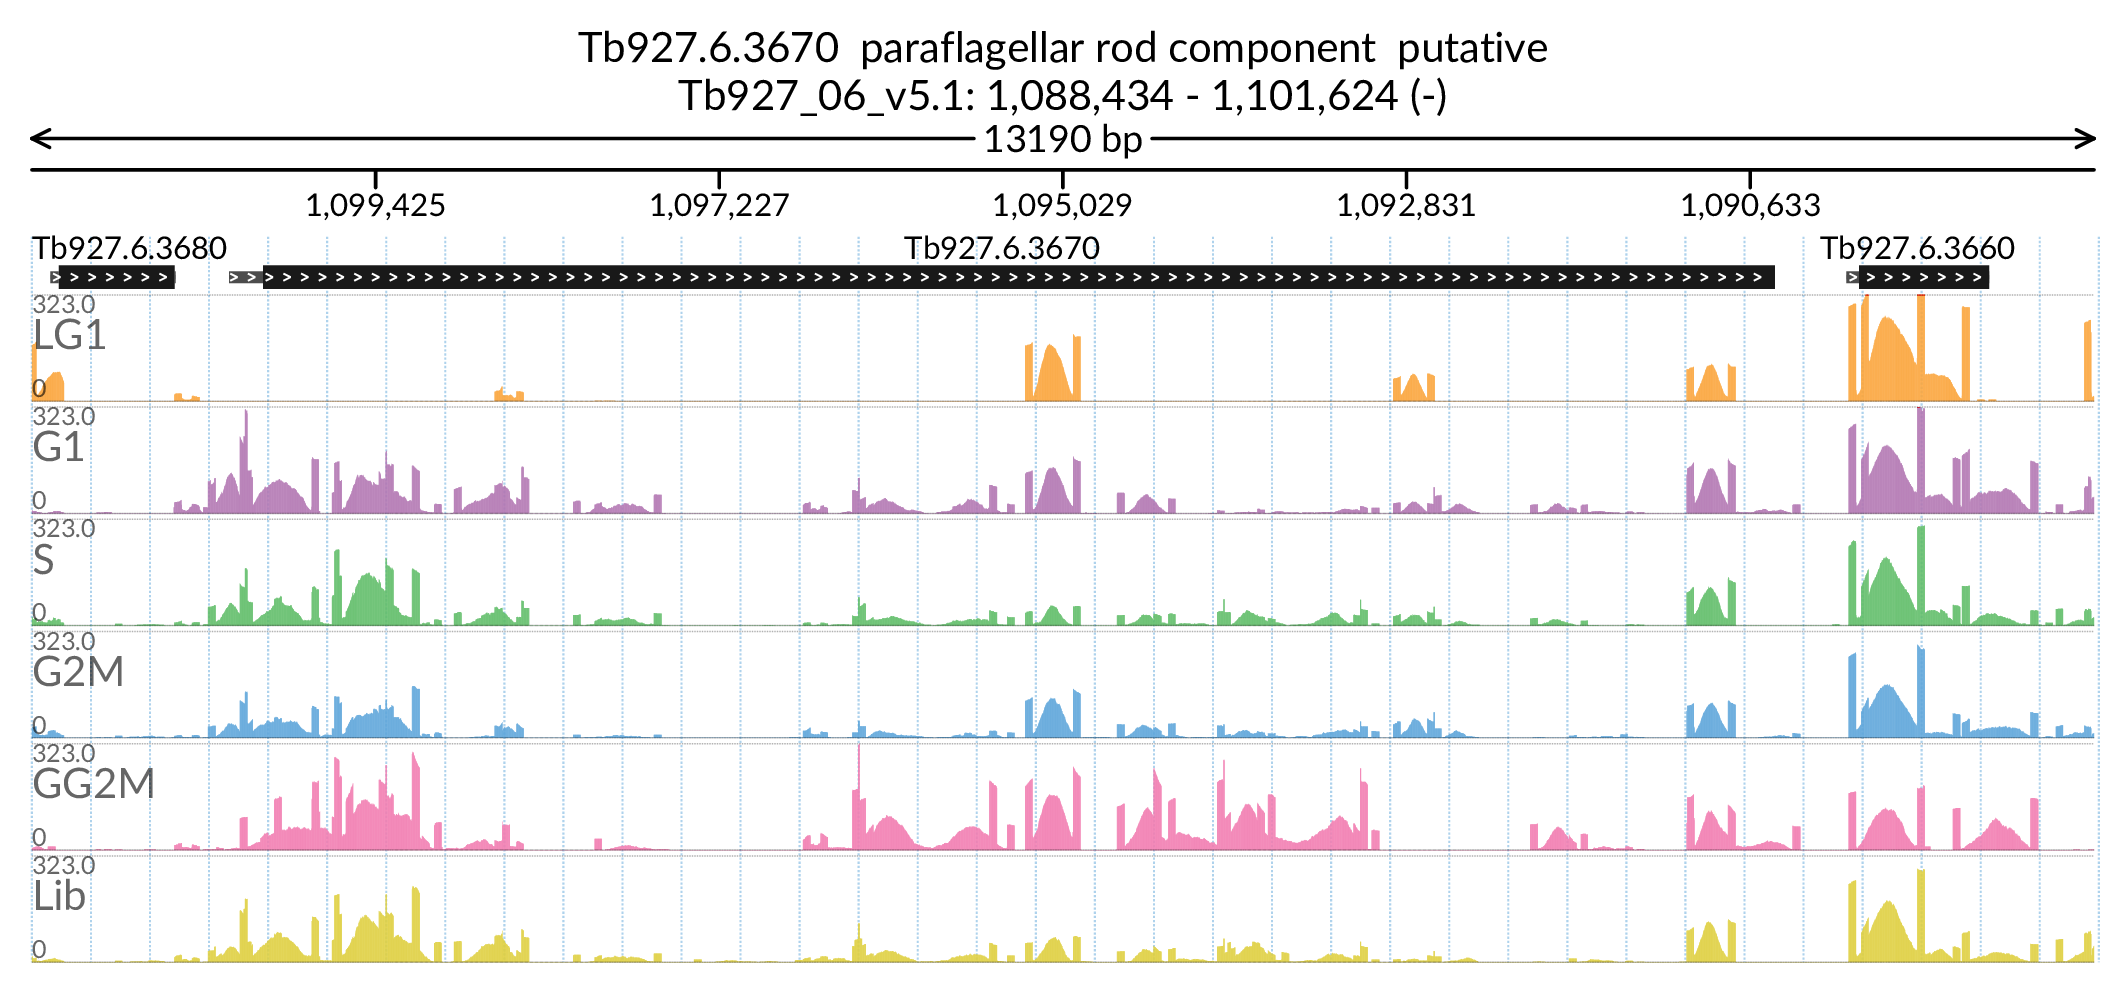 Tb927.6.3670  paraflagellar rod component  putative
Tb927_06_v5.1: 1,088,434 - 1,101,624 (-)
13190 bp
1,099,425 1,097,227 1,095,029 1,092,831 1,090,633
Tb927.6.3680 Tb927.6.3670 Tb927.6.3660
323.0
LG1
0
323.0
G1
0
323.0
S
0
323.0
G2M
0
323.0
GG2M
0
323.0
Lib
0